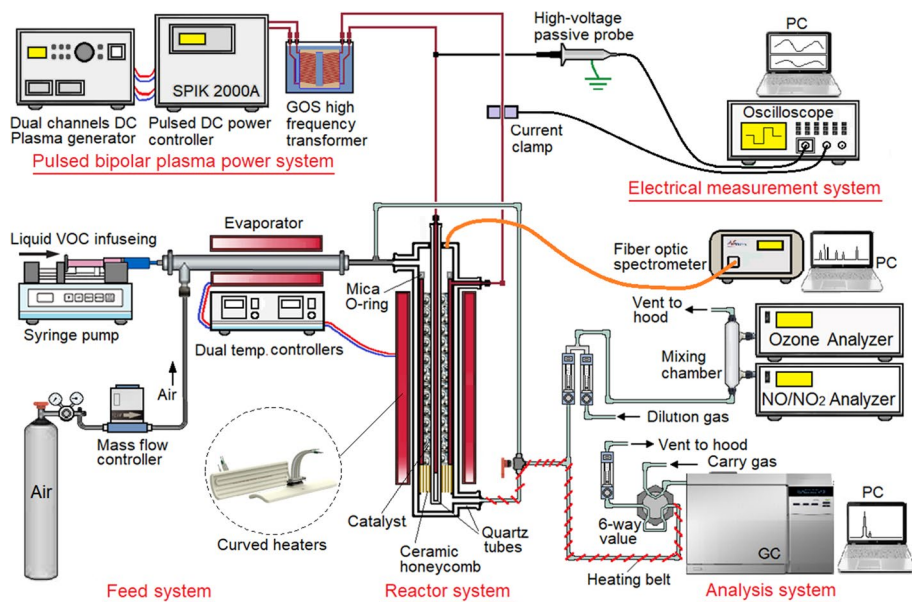 High-voltage
passive probe
PC
SPIK 2000A
Oscilloscope
Dual channels DC
Plasma generator
Pulsed DC power
controller
GOS high
frequency
transformer
Current
clamp
Pulsed bipolar plasma power system
Electrical measurement system
Evaporator
Liquid VOC infuseing
Fiber optic
spectrometer
PC
Mica
O-ring
Syringe pump
Dual temp. controllers
Vent to
hood
Ozone Analyzer
Mixing
chamber
NO/NO2 Analyzer
Air
Mass flow
controller
Dilution gas
Vent to hood
Carry gas
PC
Air
Catalyst
Quartz
tubes
6-way
value
GC
Curved heaters
Ceramic
honeycomb
Heating belt
Feed system
Reactor system
Analysis system